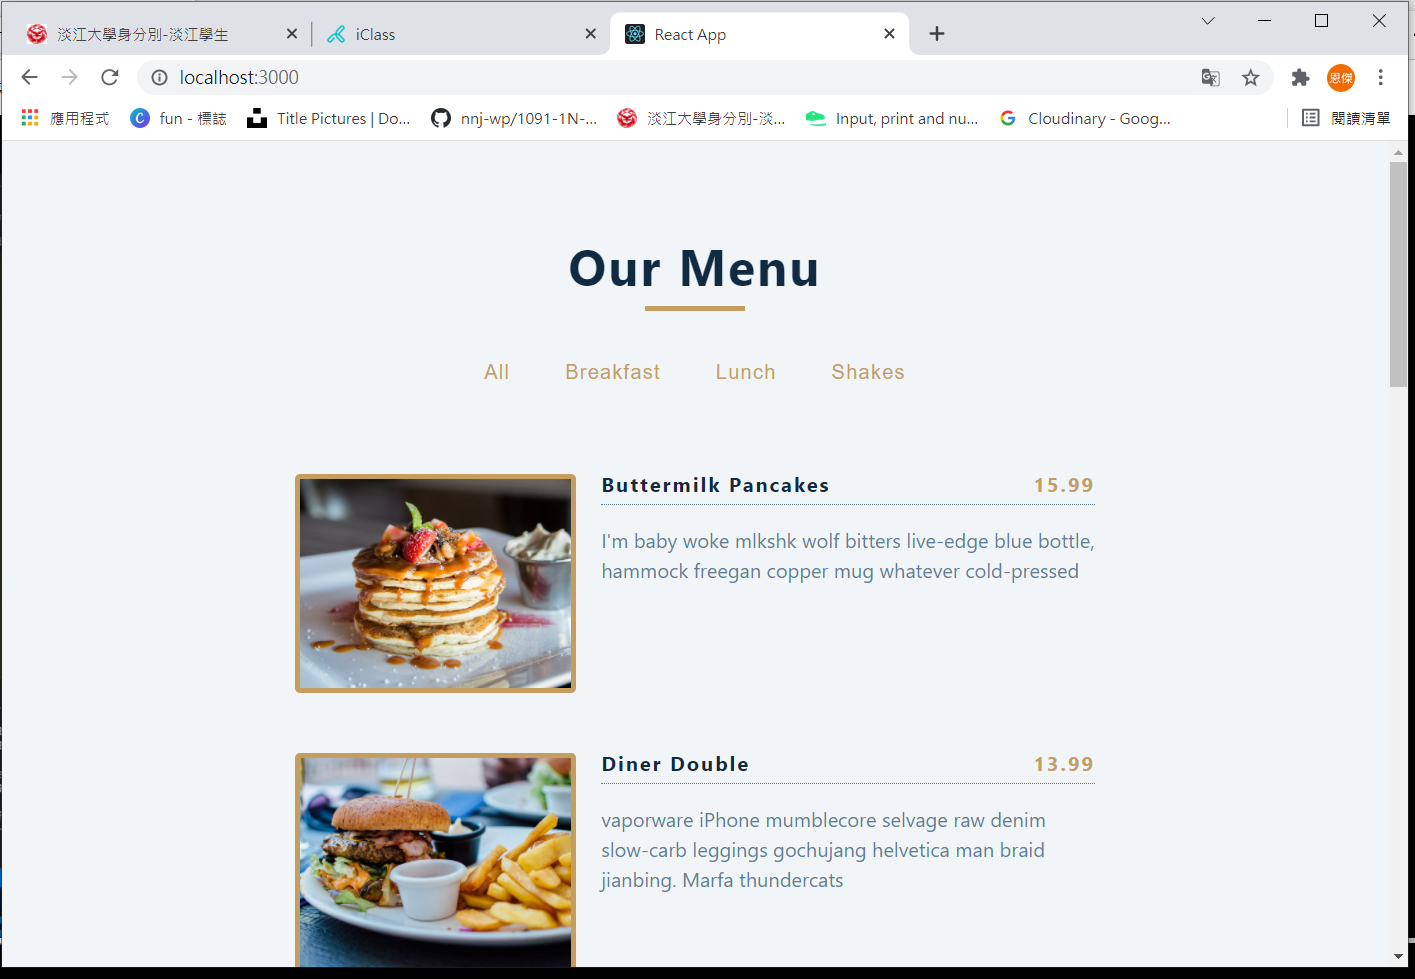 淡江大學身分別-淡江學生
iClass
React App
localhost:3000
恩傑
應用程式
fun - 標誌
Title Pictures | Do...
nnj-wp/1091-1N-...
淡江大學身分別-淡...
Input, print and nu...
Cloudinary - Goog...
閱讀清單
Our Menu
All
Breakfast
Lunch
Shakes
Buttermilk Pancakes
15.99
I'm baby woke mlkshk wolf bitters live-edge blue bottle,
hammock freegan copper mug whatever cold-pressed
Diner Double
13.99
vaporware iPhone mumblecore selvage raw denim
slow-carb leggings gochujang helvetica man braid
jianbing. Marfa thundercats